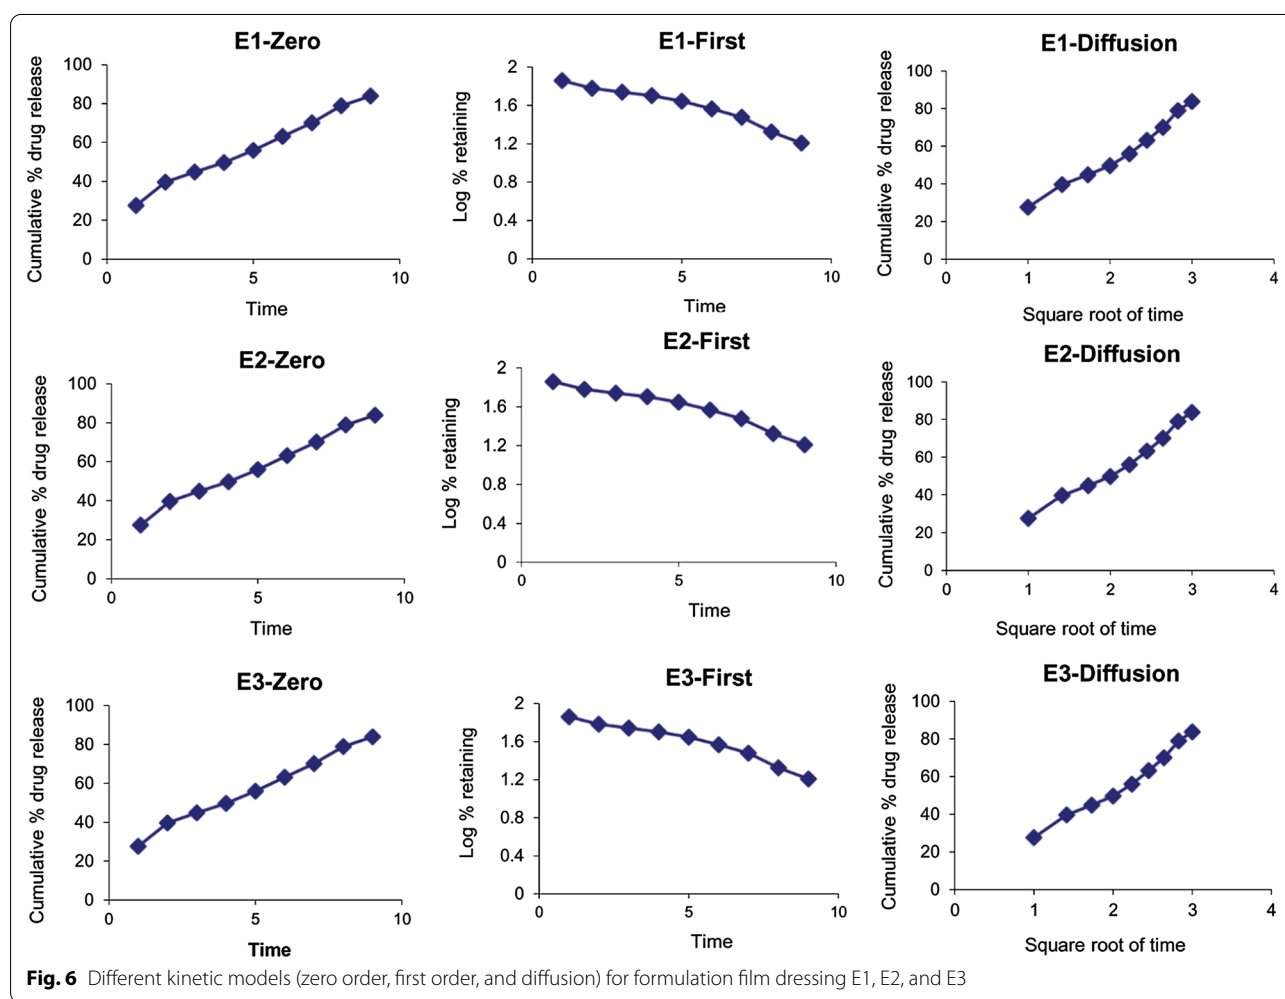 E1-Zero
Cumulative % drug release
100
80
60
40
20
0
0 5 10
Time
E1-First
Log % retaining
2
1.6
1.2
0.8
0.4
0
0 5 10
Time
E1-Diffusion
Cumulative % drug release
100
80
60
40
20
0
0 1 2 3 4
Square root of time
E2-Zero
Cumulative % drug release
100
80
60
40
20
0
0 5 10
Time
E2-First
Log % retaining
2
1.6
1.2
0.8
0.4
0
0 5 10
Time
E2-Diffusion
Cumulative % drug release
100
80
60
40
20
0
0 1 2 3 4
Square root of time
E3-Zero
Cumulative % drug release
100
80
60
40
20
0
0 5 10
Time
E3-First
Log % retaining
2
1.6
1.2
0.8
0.4
0
0 5 10
Time
E3-Diffusion
Cumulative % drug release
100
80
60
40
20
0
0 1 2 3 4
Square root of time
Fig. 6 Different kinetic models (zero order, first order, and diffusion) for formulation film dressing E1, E2, and E3